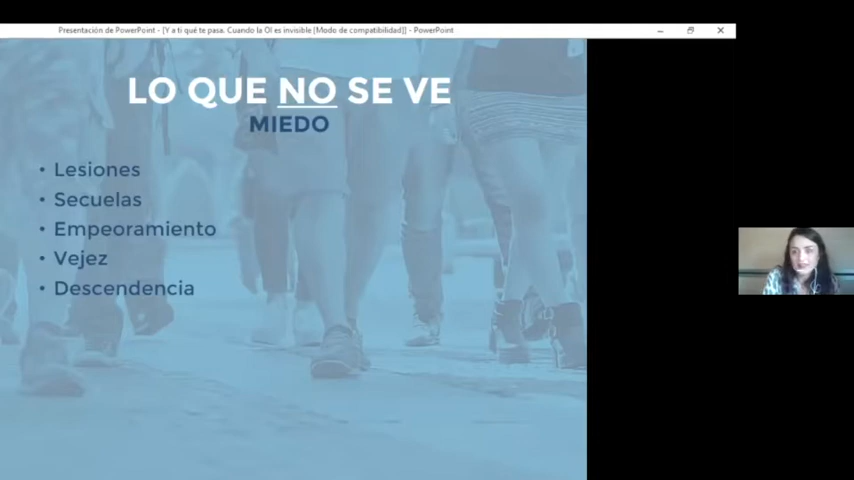 Presentación de PowerPoint - [Y a ti qué te pasa. Cuando la OI es invisible [Modo de compatibilidad]] - PowerPoint
LO QUE NO SE VE
MIEDO
• Lesiones
• Secuelas
• Empeoramiento
• Vejez
• Descendencia